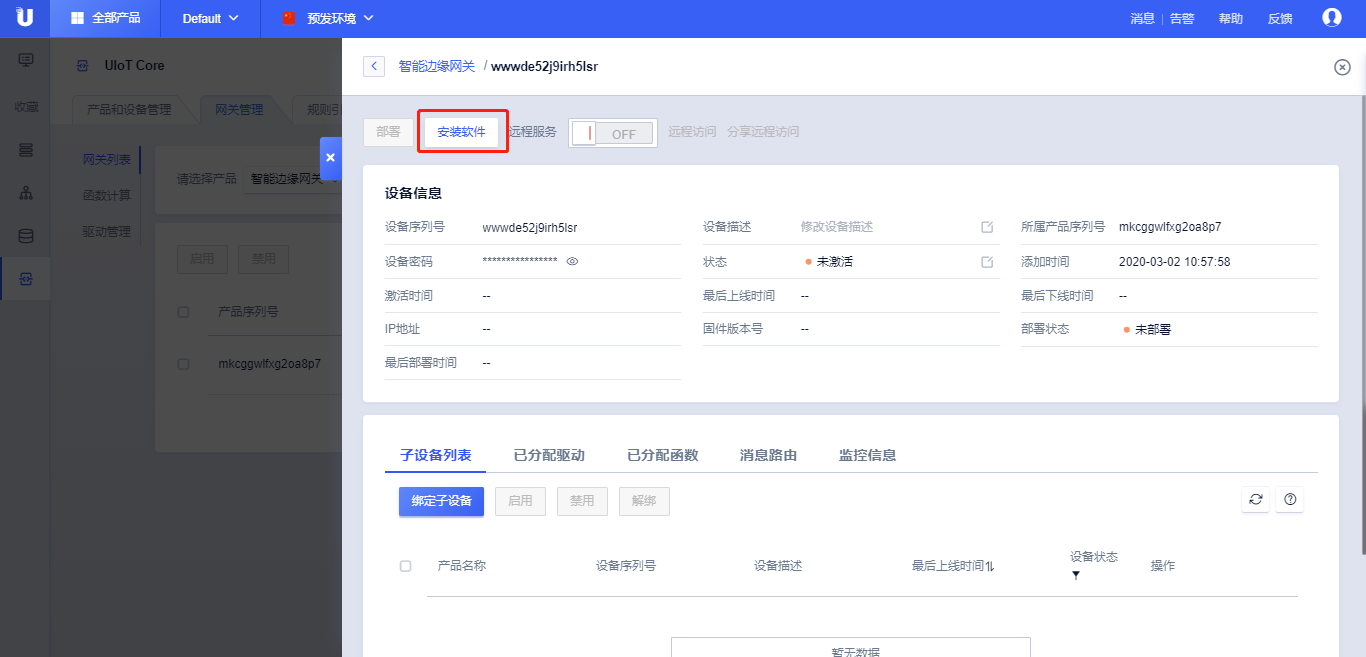 全部产品 Default 预发环境 消息 告警 帮助 反馈
UIoT Core
收藏
产品和设备管理 网关管理 规则引
网关列表
函数计算
驱动管理
请选择产品 智能边缘网关
启用 禁用
产品序列号
mkcggwlfxg2oa8p7
智能边缘网关 / wwwde52j9irh5lsr
部署 安装软件 远程服务 OFF 远程访问 分享远程访问
设备信息
设备序列号 wwwde52j9irh5lsr 设备描述 修改设备描述 所属产品序列号 mkcggwlfxg2oa8p7
设备密码 **************** 状态 未激活 添加时间 2020-03-02 10:57:58
激活时间 -- 最后上线时间 -- 最后下线时间 --
IP地址 -- 固件版本号 -- 部署状态 未部署
最后部署时间 --
子设备列表 已分配驱动 已分配函数 消息路由 监控信息
绑定子设备 启用 禁用 解绑
产品名称 设备序列号 设备描述 最后上线时间 设备状态 操作
暂无数据